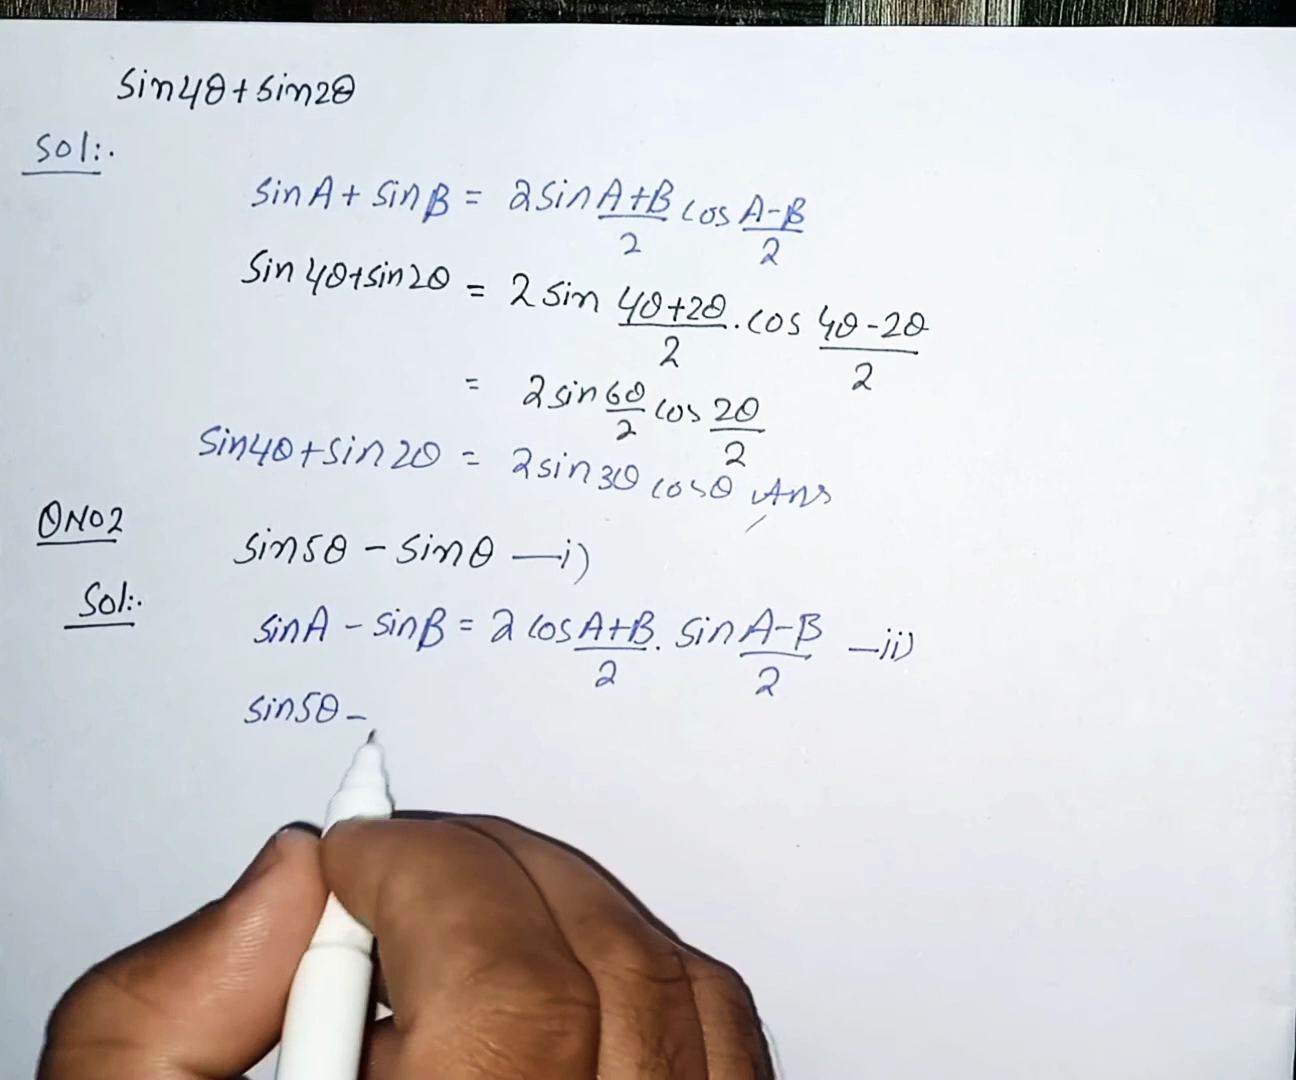 sin4θ+sin2θ
Sol:.
sinA + sinB = 2sin A+B/2 cos A-B/2
Sin4θ+sin2θ = 2sin 4θ+2θ/2 . cos 4θ-2θ/2
= 2sin 6θ/2 cos 2θ/2
Sin4θ+sin2θ = 2sin3θ cosθ Ans
QNO2
sin5θ - sinθ —i)
Sol:.
sinA - sinB = 2cos A+B/2 . sin A-B/2 —ii)
sin5θ -